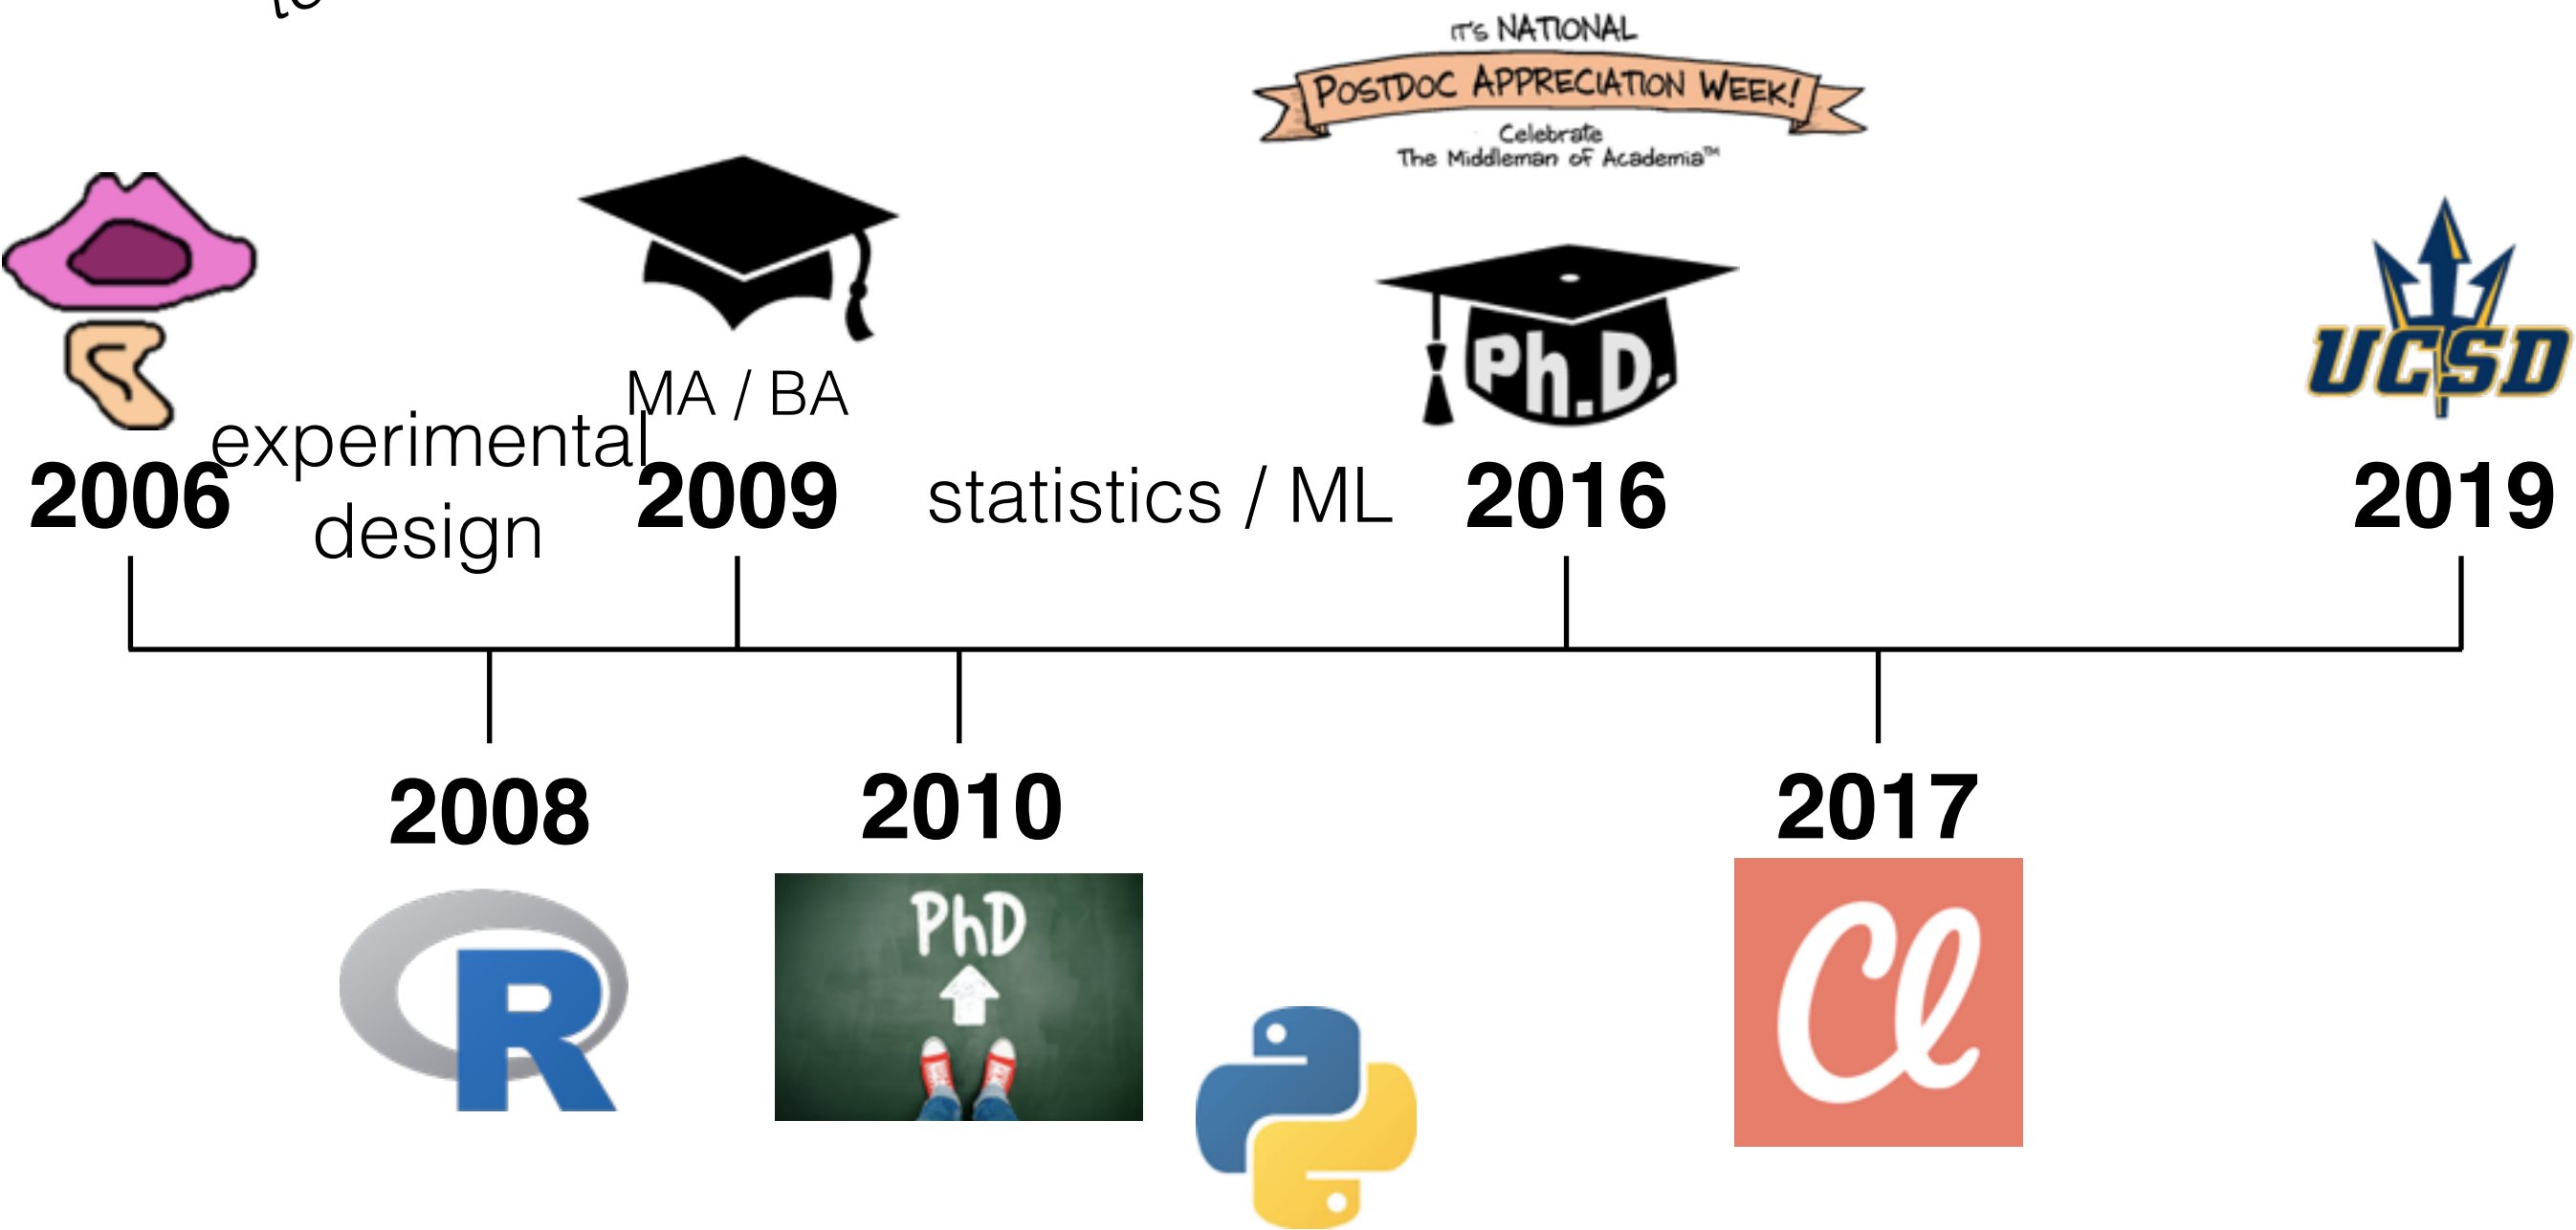 to
IT'S NATIONAL
POSTDOC APPRECIATION WEEK!
Celebrate
The Middleman of Academia™
Ph.D.
UCSD
MA / BA
experimental
design
2006
2009
statistics / ML
2016
2019
2008
2010
2017
R
PhD
Cl